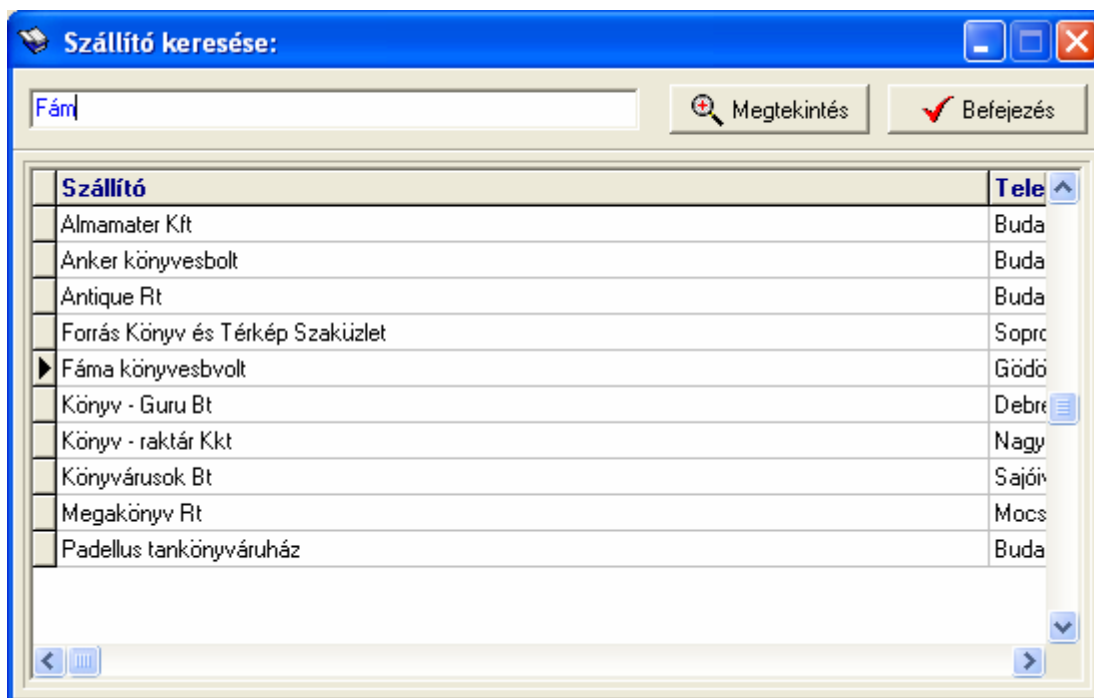 Szállító keresése:
Fám Megtekintés Befejezés
Szállító Tele
Almamater Kft Buda
Anker könyvesbolt Buda
Antique Rt Buda
Forrás Könyv és Térkép Szaküzlet Sopro
Fáma könyvesbvolt Gödö
Könyv - Guru Bt Debre
Könyv - raktár Kkt Nagy
Könyvárusok Bt Sajói
Megakönyv Rt Mocs
Padellus tankönyváruház Buda